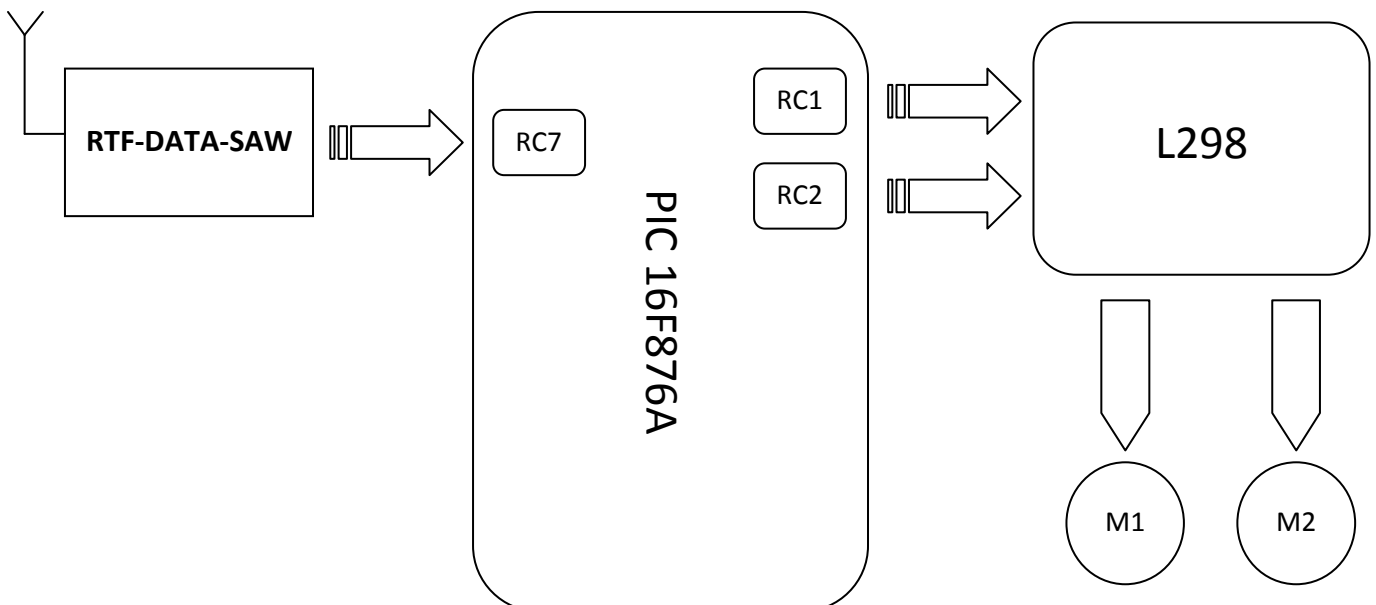 RTF-DATA-SAW
RC7
PIC 16F876A
RC1
RC2
L298
M1
M2